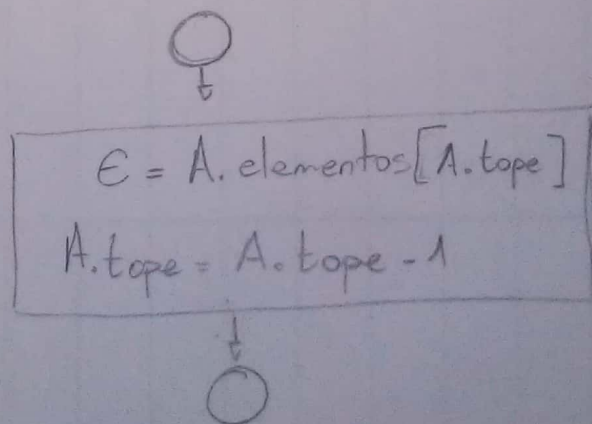 E = A. elementos[A.tope]
A.tope = A. tope - 1